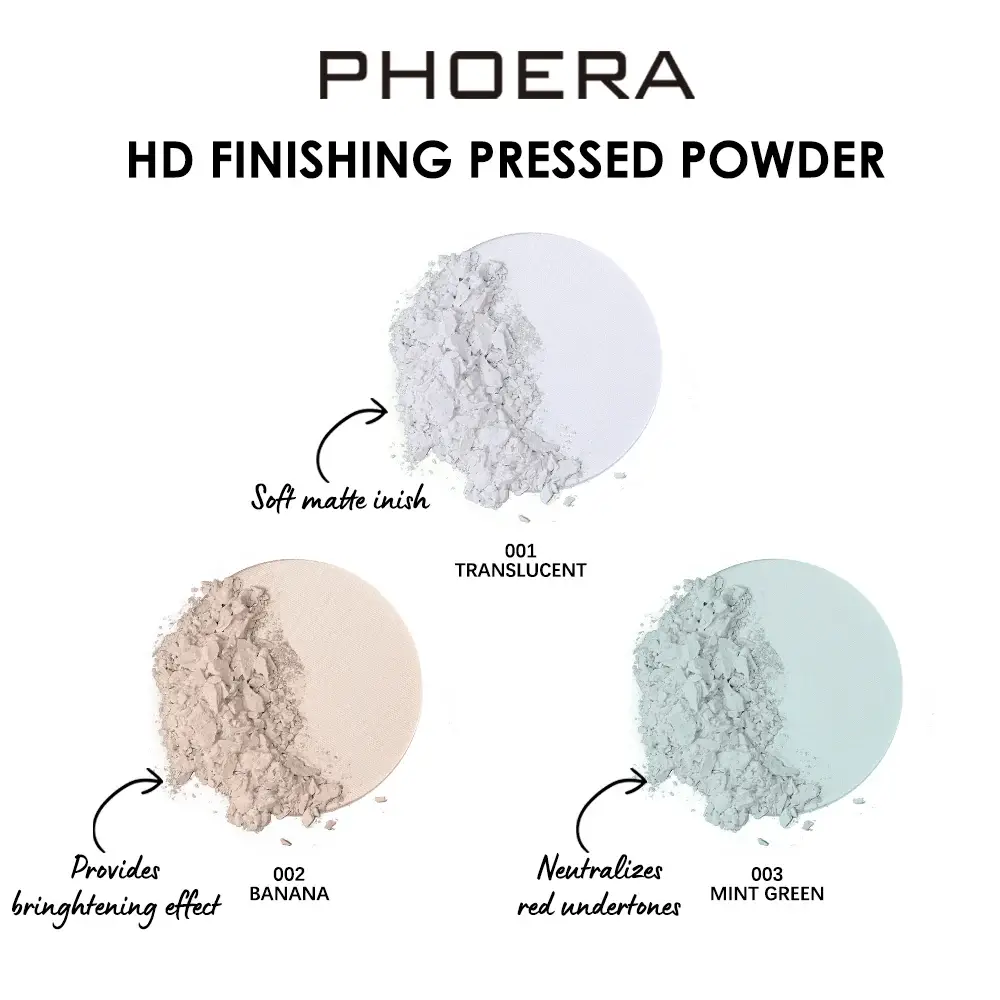 PHOERA
HD FINISHING PRESSED POWDER
Soft matte inish
001
TRANSLUCENT
Provides
bringhtening effect
002
BANANA
Neutralizes
red undertones
003
MINT GREEN